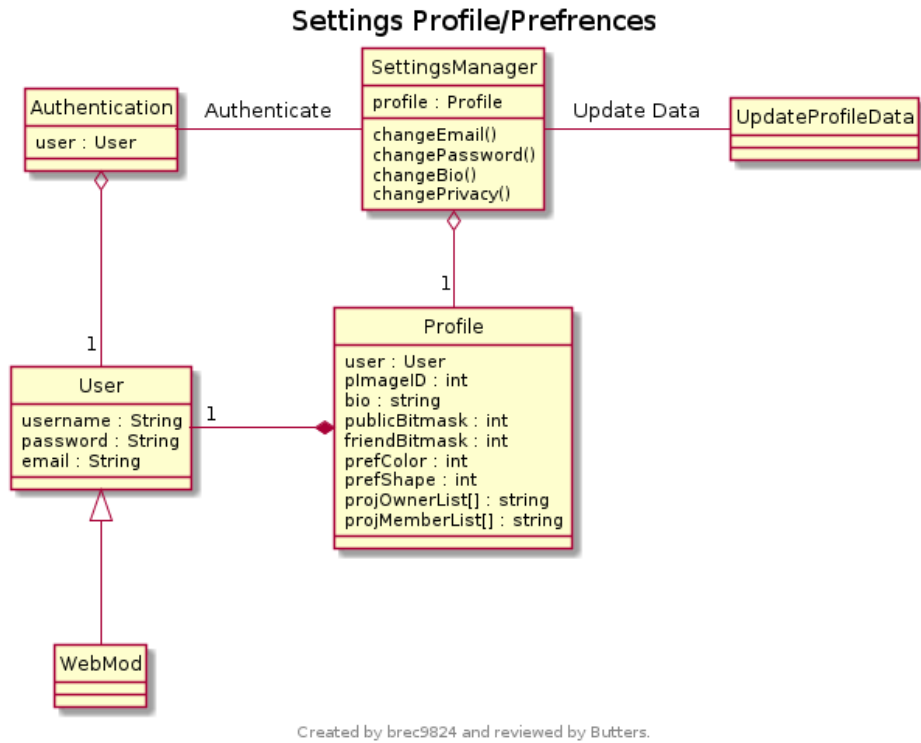 Settings Profile/Prefrences
SettingsManager
profile : Profile
changeEmail()
changePassword()
changeBio()
changePrivacy()
Authentication
user : User
Authenticate
Update Data
UpdateProfileData
1
1
Profile
user : User
pImageID : int
bio : string
publicBitmask : int
friendBitmask : int
prefColor : int
prefShape : int
projOwnerList[] : string
projMemberList[] : string
User
username : String
password : String
email : String
1
WebMod
Created by brec9824 and reviewed by Butters.